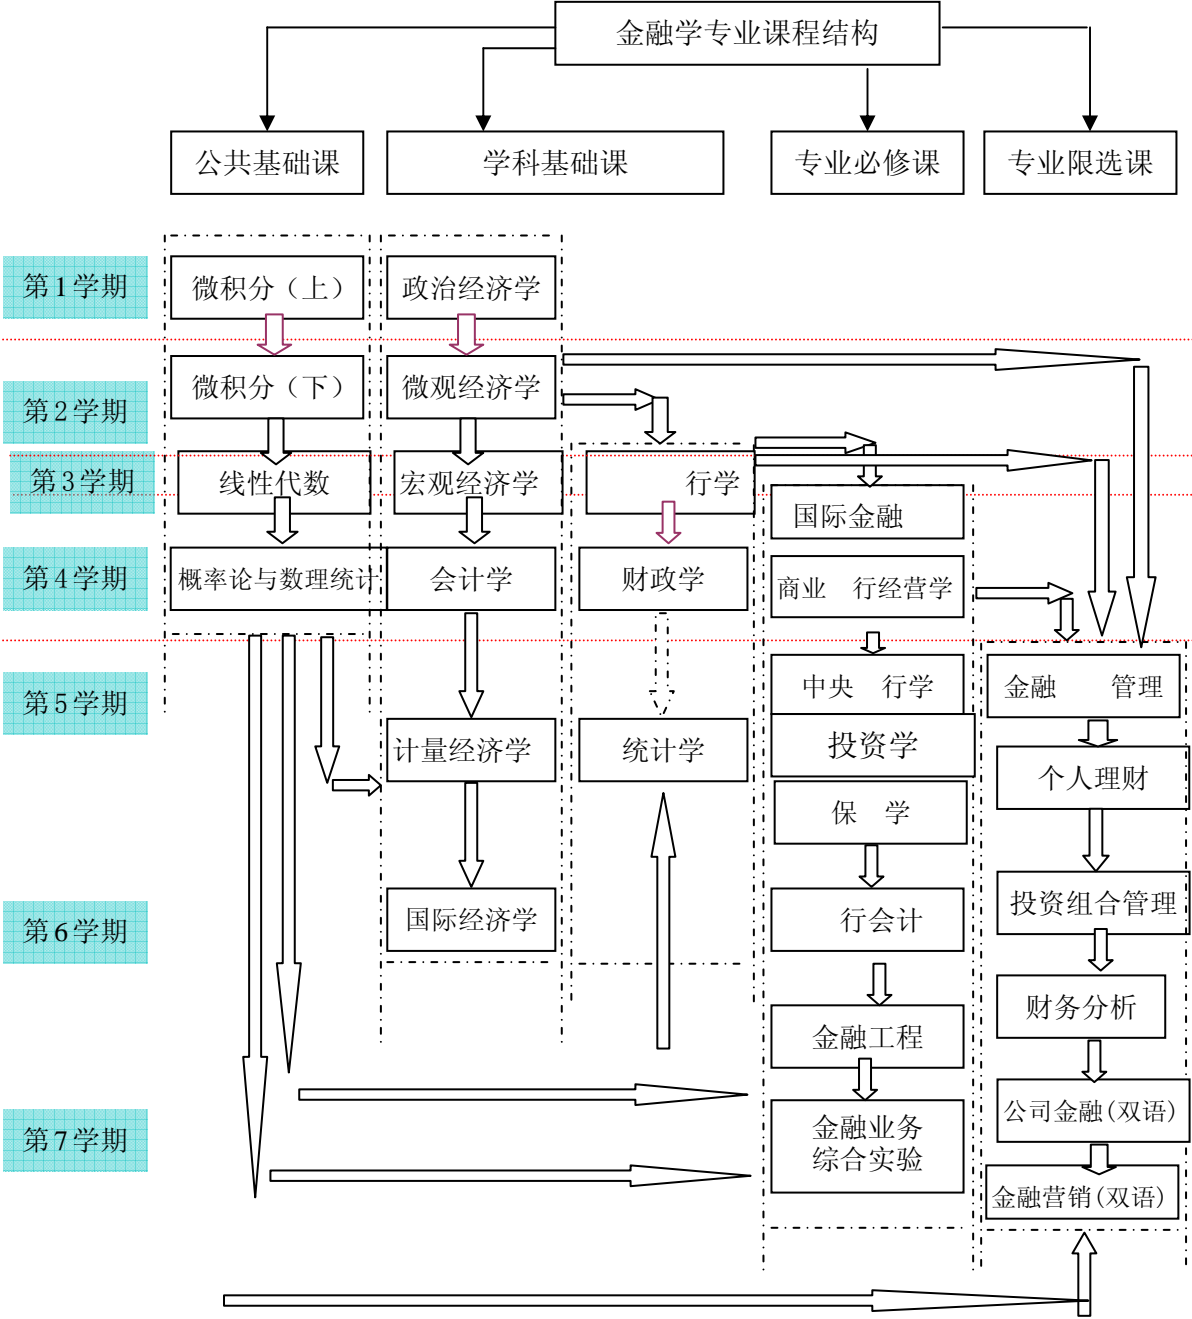 金融学专业课程结构
公共基础课
学科基础课
专业必修课
专业限选课
第1学期
微积分（上）
政治经济学
第2学期
微积分（下）
微观经济学
第3学期
线性代数
宏观经济学
行学
国际金融
第4学期
概率论与数理统计
会计学
财政学
商业 行经营学
第5学期
中央 行学
金融 管理
计量经济学
统计学
投资学
个人理财
保 学
第6学期
国际经济学
行会计
投资组合管理
财务分析
金融工程
第7学期
金融业务
综合实验
公司金融(双语)
金融营销(双语)